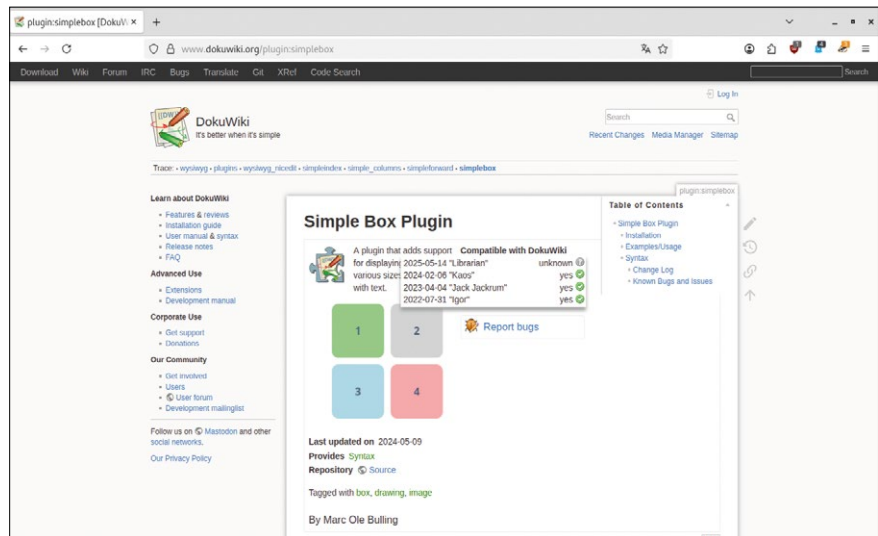 plugin:simplebox [DokuW
www.dokuwiki.org/plugin:simplebox
Download Wiki Forum IRC Bugs Translate Git XRef Code Search Search
Log In
DokuWiki
It's better when it's simple
Search
Recent Changes Media Manager Sitemap
Trace: • wysiwyg • plugins • wysiwyg_nicedit • simpleindex • simple_columns • simpleforward • simplebox
Learn about DokuWiki
Features & reviews
Installation guide
User manual & syntax
Release notes
FAQ
Advanced Use
Extensions
Development manual
Corporate Use
Get support
Donations
Our Community
Get involved
Users
User forum
Development mailinglist
Follow us on Mastodon and other
social networks.
Our Privacy Policy
plugin:simplebox
Simple Box Plugin
A plugin that adds support
for displaying
various sizes
with text.
Compatible with DokuWiki
2025-05-14 "Librarian" unknown
2024-02-06 "Kaos" yes
2023-04-04 "Jack Jackrum" yes
2022-07-31 "Igor" yes
1 2
3 4
Report bugs
Last updated on 2024-05-09
Provides Syntax
Repository Source
Tagged with box, drawing, image
By Marc Ole Bulling
Table of Contents
Simple Box Plugin
Installation
Examples/Usage
Syntax
Change Log
Known Bugs and Issues